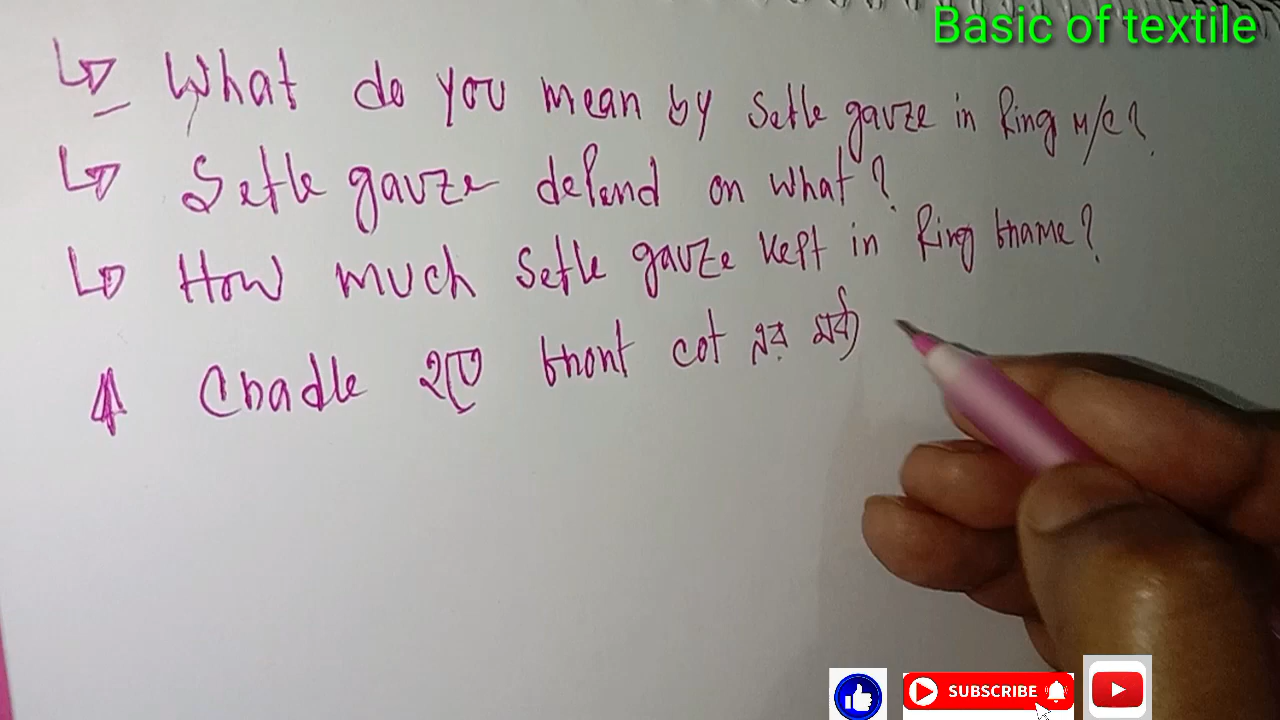 Basic of textile
What do you mean by Setle gauze in Ring M/C?
Setle gauze depend on what?
How much Setle gauze kept in Ring frame?
Cradle হতে front cot এর মধ্য
SUBSCRIBE